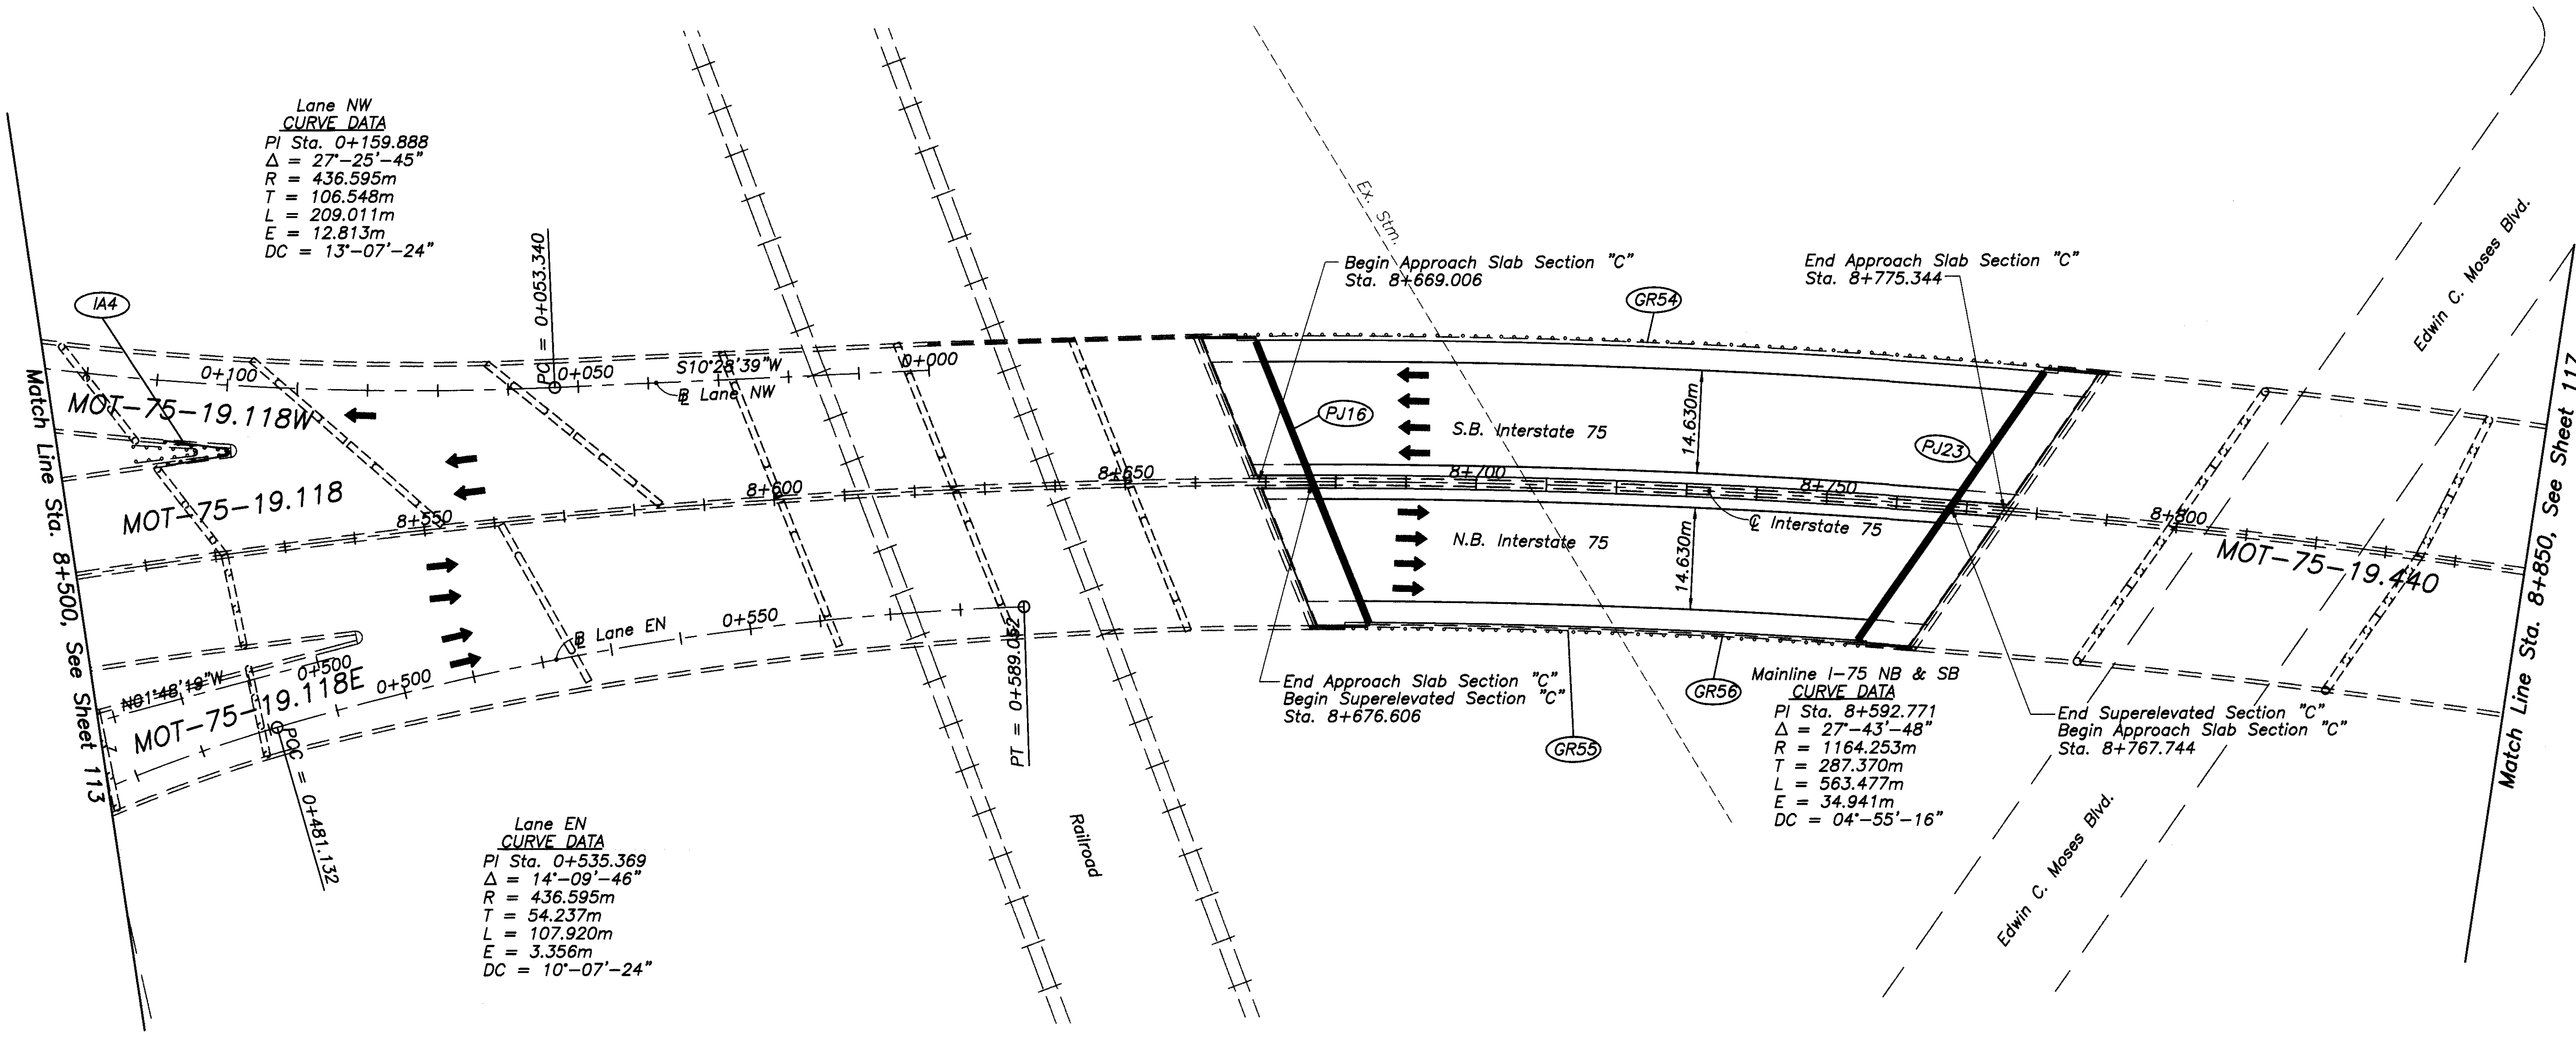 Lane NW
CURVE DATA
PI Sta. 0+159.888
Δ = 27°-25'-45"
R = 436.595m
T = 106.548m
L = 209.011m
E = 12.813m
DC = 13°-07'-24"
IA4
PC = 0+053.340
Ex. Stm.
Begin Approach Slab Section "C"
Sta. 8+669.006
End Approach Slab Section "C"
Sta. 8+775.344
GR54
Edwin C. Moses Blvd.
0+100
0+050
S10°28'39"W
0+000
℄ Lane NW
MOT-75-19.118W
PJ16
S.B. Interstate 75
14.630m
PJ23
Match Line Sta. 8+500, See Sheet 113
Match Line Sta. 8+850, See Sheet 117
MOT-75-19.118
8+550
8+600
8+650
8+700
8+750
8+800
℄ Interstate 75
N.B. Interstate 75
14.630m
MOT-75-19.440
0+550
℄ Lane EN
N01°48'19"W
0+500
0+500
MOT-75-19.118E
POC = 0+481.132
PT = 0+589.052
End Approach Slab Section "C"
Begin Superelevated Section "C"
Sta. 8+676.606
GR55
GR56
Mainline I-75 NB & SB
CURVE DATA
PI Sta. 8+592.771
Δ = 27°-43'-48"
R = 1164.253m
T = 287.370m
L = 563.477m
E = 34.941m
DC = 04°-55'-16"
End Superelevated Section "C"
Begin Approach Slab Section "C"
Sta. 8+767.744
Lane EN
CURVE DATA
PI Sta. 0+535.369
Δ = 14°-09'-46"
R = 436.595m
T = 54.237m
L = 107.920m
E = 3.356m
DC = 10°-07'-24"
Railroad
Edwin C. Moses Blvd.